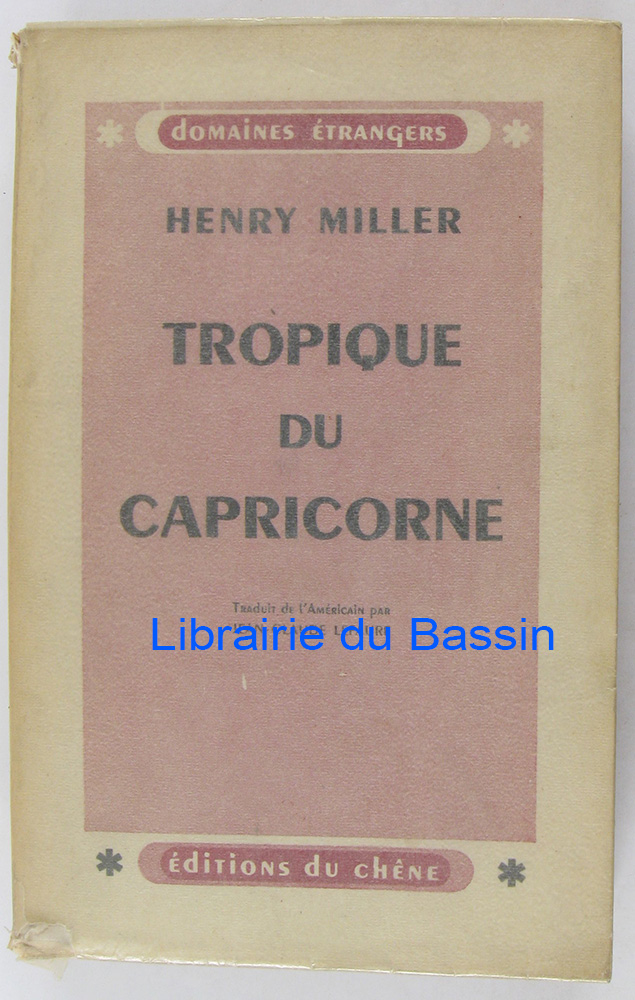 DOMAINES ÉTRANGERS
HENRY MILLER
TROPIQUE
DU
CAPRICORNE
Traduit de l'Américain par
Librairie du Bassin
éditions du chêne